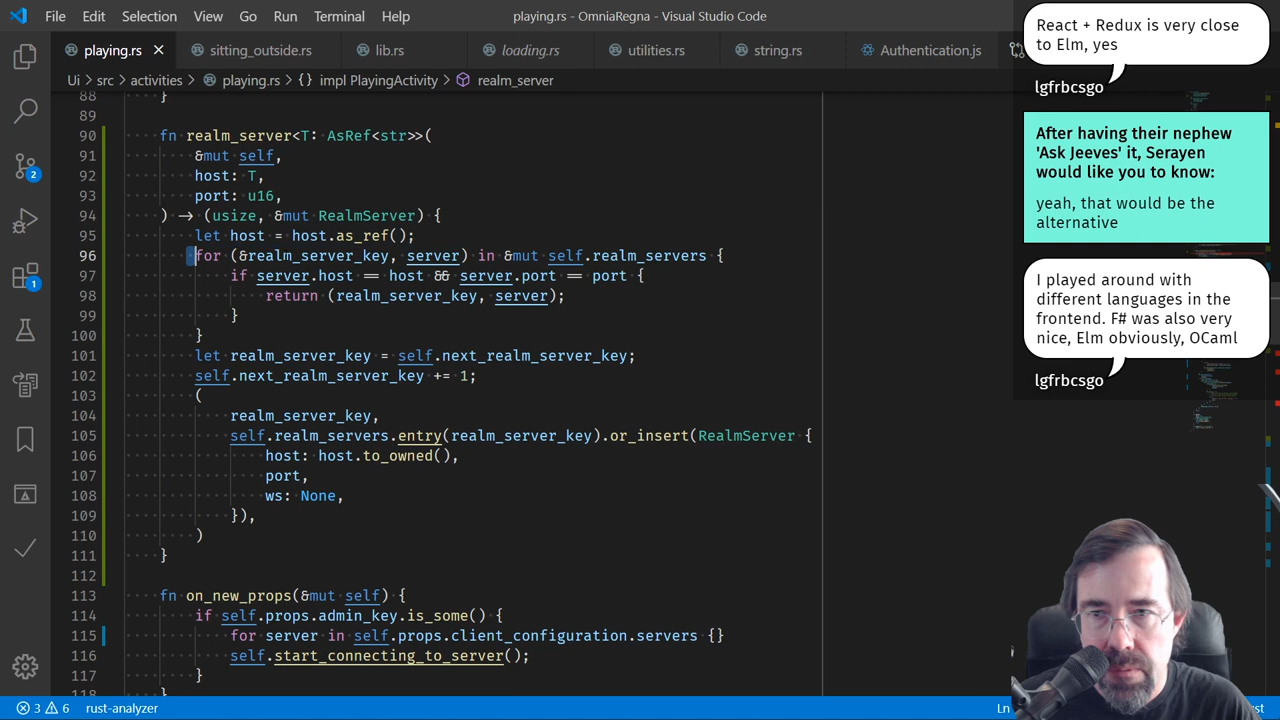 File Edit Selection View Go Run Terminal Help playing.rs - OmniaRegna - Visual Studio Code
playing.rs sitting_outside.rs lib.rs loading.rs utilities.rs string.rs Authentication.js
Ui > src > activities > playing.rs > {} impl PlayingActivity > realm_server
88 }
89
90 fn realm_server<T: AsRef<str>>(
91 &mut self,
92 host: T,
93 port: u16,
94 ) -> (usize, &mut RealmServer) {
95 let host = host.as_ref();
96 for (&realm_server_key, server) in &mut self.realm_servers {
97 if server.host == host && server.port == port {
98 return (realm_server_key, server);
99 }
100 }
101 let realm_server_key = self.next_realm_server_key;
102 self.next_realm_server_key += 1;
103 (
104 realm_server_key,
105 self.realm_servers.entry(realm_server_key).or_insert(RealmServer {
106 host: host.to_owned(),
107 port,
108 ws: None,
109 }),
110 )
111 }
112
113 fn on_new_props(&mut self) {
114 if self.props.admin_key.is_some() {
115 for server in self.props.client_configuration.servers {}
116 self.start_connecting_to_server();
117 }
118 }
2
1
3 6 rust-analyzer Ln
React + Redux is very close
to Elm, yes
lgfrbcsgo
After having their nephew
'Ask Jeeves' it, Serayen
would like you to know:
yeah, that would be the
alternative
I played around with
different languages in the
frontend. F# was also very
nice, Elm obviously, OCaml
lgfrbcsgo